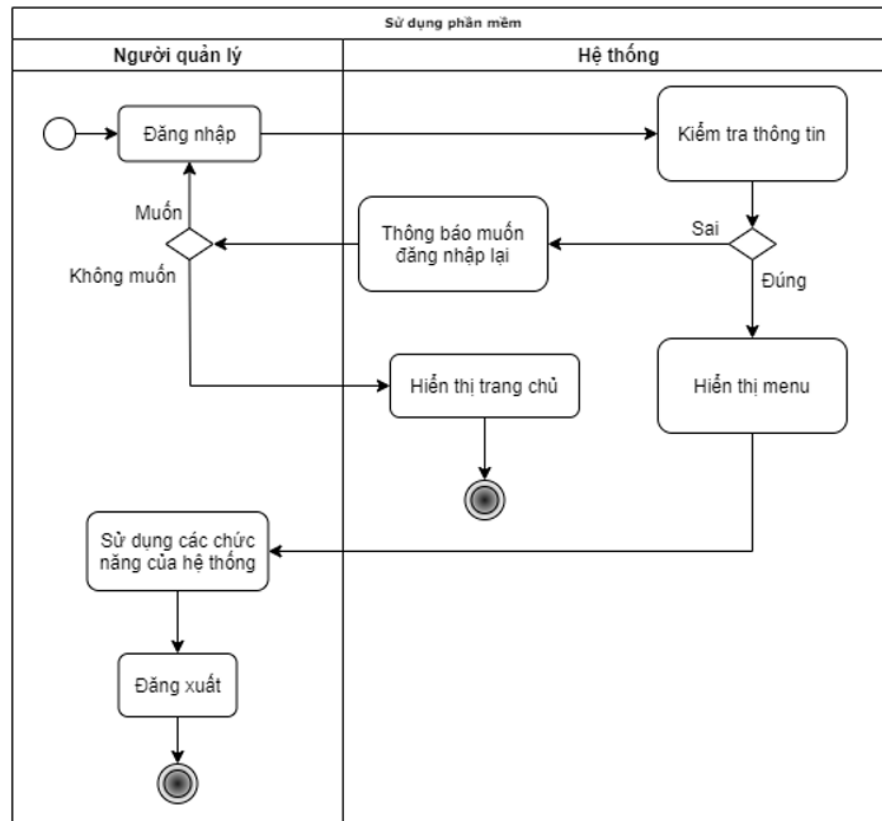 Sử dụng phần mềm
Người quản lý
Hệ thống
Đăng nhập
Kiểm tra thông tin
Muốn
Thông báo muốn
đăng nhập lại
Sai
Không muốn
Đúng
Hiển thị trang chủ
Hiển thị menu
Sử dụng các chức
năng của hệ thống
Đăng xuất